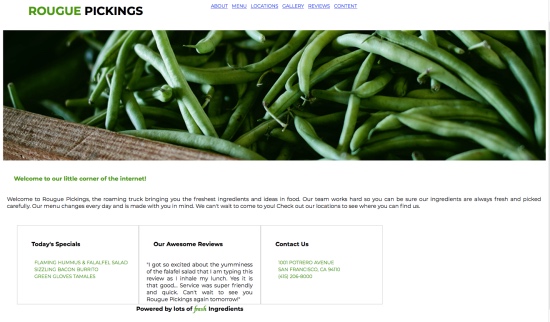 ROUGUE PICKINGS
ABOUT MENU LOCATIONS GALLERY REVIEWS CONTENT
Welcome to our little corner of the internet!
Welcome to Rougue Pickings, the roaming truck bringing you the freshest ingredients and ideas in food. Our team works hard so you can be sure our ingredients are always fresh and picked
carefully. Our menu changes every day and is made with you in mind. We can't wait to come to you! Check out our locations to see where you can find us.
Today's Specials
FLAMING HUMMUS & FALALFEL SALAD
SIZZLING BACON BURRITO
GREEN GLOVES TAMALES
Our Awesome Reviews
"I got so excited about the yumminess
of the falafel salad that I am typing this
review as I inhale my lunch. Yes it is
that good... Service was super friendly
and quick. Can't wait to see you
Rougue Pickings again tomorrow!"
Contact Us
1001 POTRERO AVENUE
SAN FRANCISCO, CA 94110
(415) 206-8000
Powered by lots of fresh Ingredients